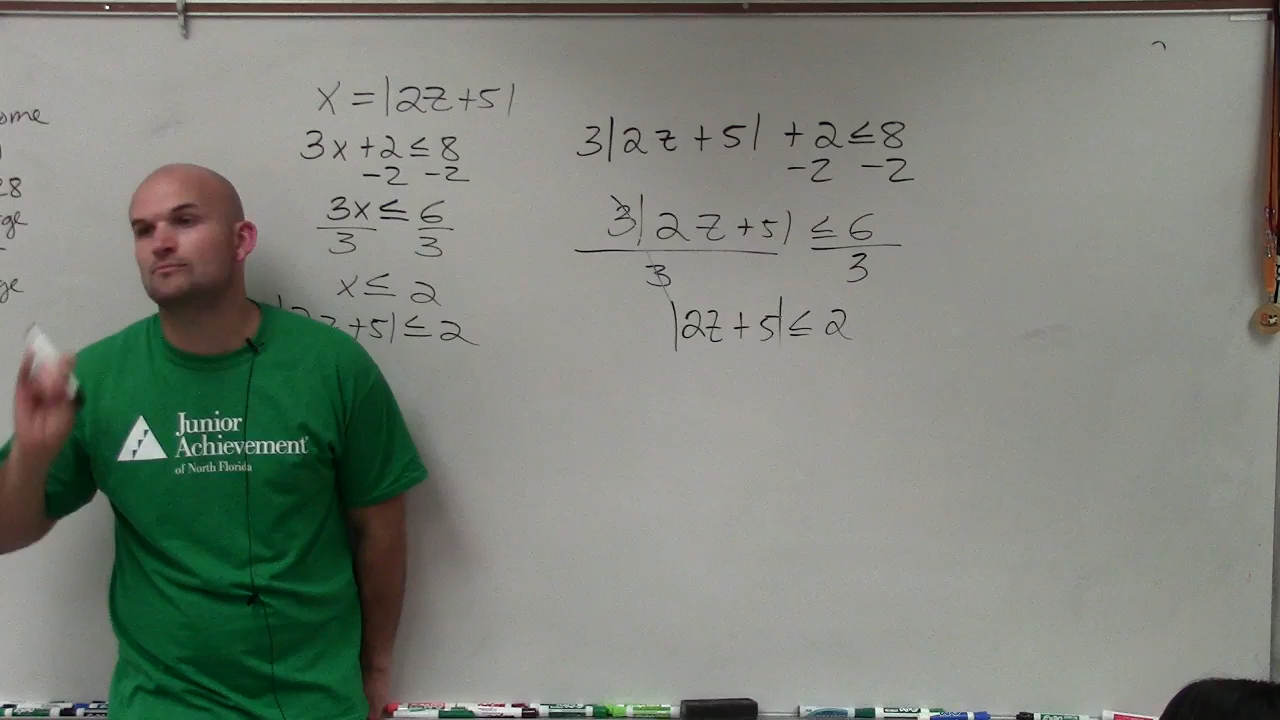 28
x = |2z+5|
3x+2 ≤ 8
-2 -2
3x ≤ 6
3 3
x ≤ 2
+5| ≤ 2
3|2z+5| +2 ≤ 8
-2 -2
3|2z+5| ≤ 6
3 3
|2z+5| ≤ 2
Junior
Achievement
of North Florida